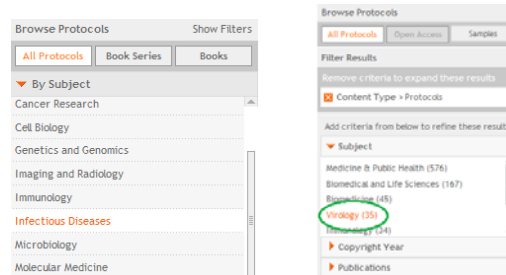 Browse Protocols Show Filters
All Protocols Book Series Books
By Subject
Cancer Research
Cell Biology
Genetics and Genomics
Imaging and Radiology
Immunology
Infectious Diseases
Microbiology
Molecular Medicine
Browse Protocols
All Protocols Open Access Samples
Filter Results
Remove criteria to expand these results
Content Type » Protocols
Add criteria from below to refine these result
Subject
Medicine & Public Health (576)
Biomedical and Life Sciences (167)
Biomedicine (45)
Virology (35)
Immunology (24)
Copyright Year
Publications